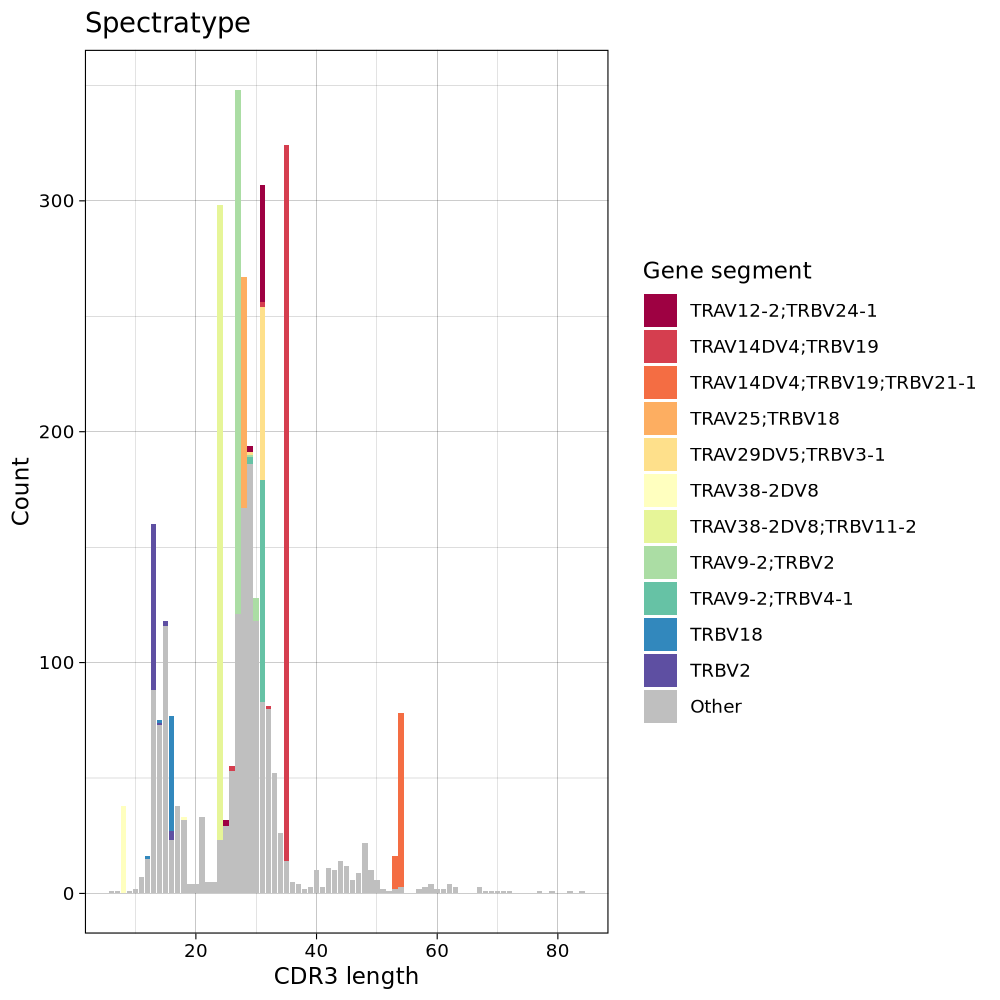 Spectratype
Count
300
200
100
0
20 40 60 80
CDR3 length
Gene segment
TRAV12-2;TRBV24-1
TRAV14DV4;TRBV19
TRAV14DV4;TRBV19;TRBV21-1
TRAV25;TRBV18
TRAV29DV5;TRBV3-1
TRAV38-2DV8
TRAV38-2DV8;TRBV11-2
TRAV9-2;TRBV2
TRAV9-2;TRBV4-1
TRBV18
TRBV2
Other